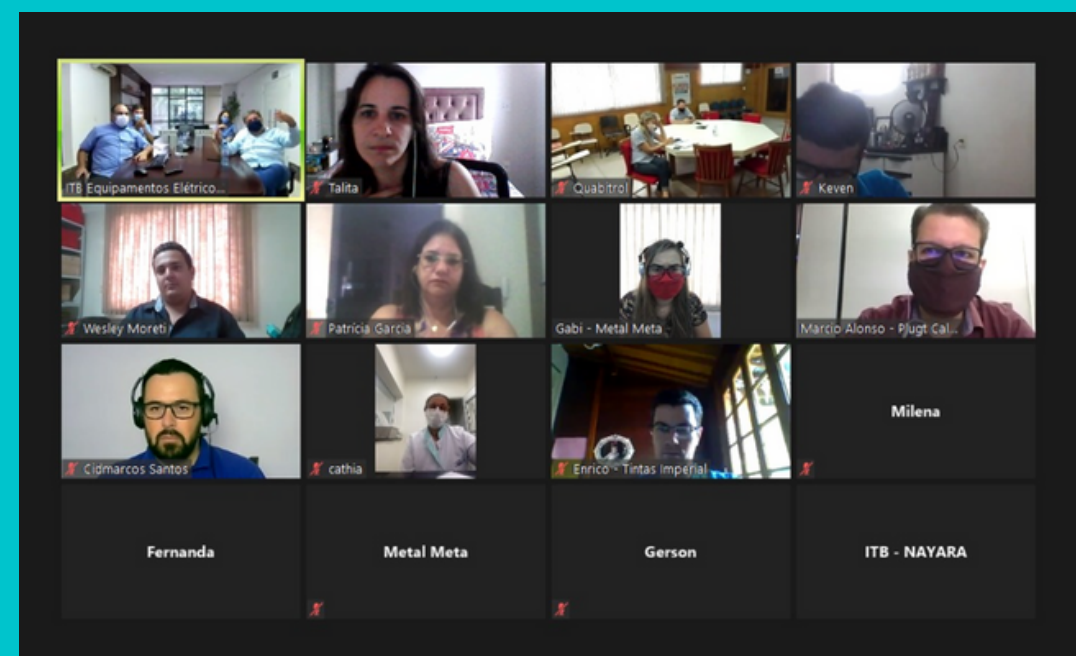 ITB Equipamentos Elétrico...
Talita
Quabitrol
Keven
Wesley Moreti
Patrícia Garcia
Gabi - Metal Meta
Marcio Alonso - Plugt Cal...
Cidmarcos Santos
cathia
Enrico - Tintas Imperial
Milena
Fernanda
Metal Meta
Gerson
ITB - NAYARA